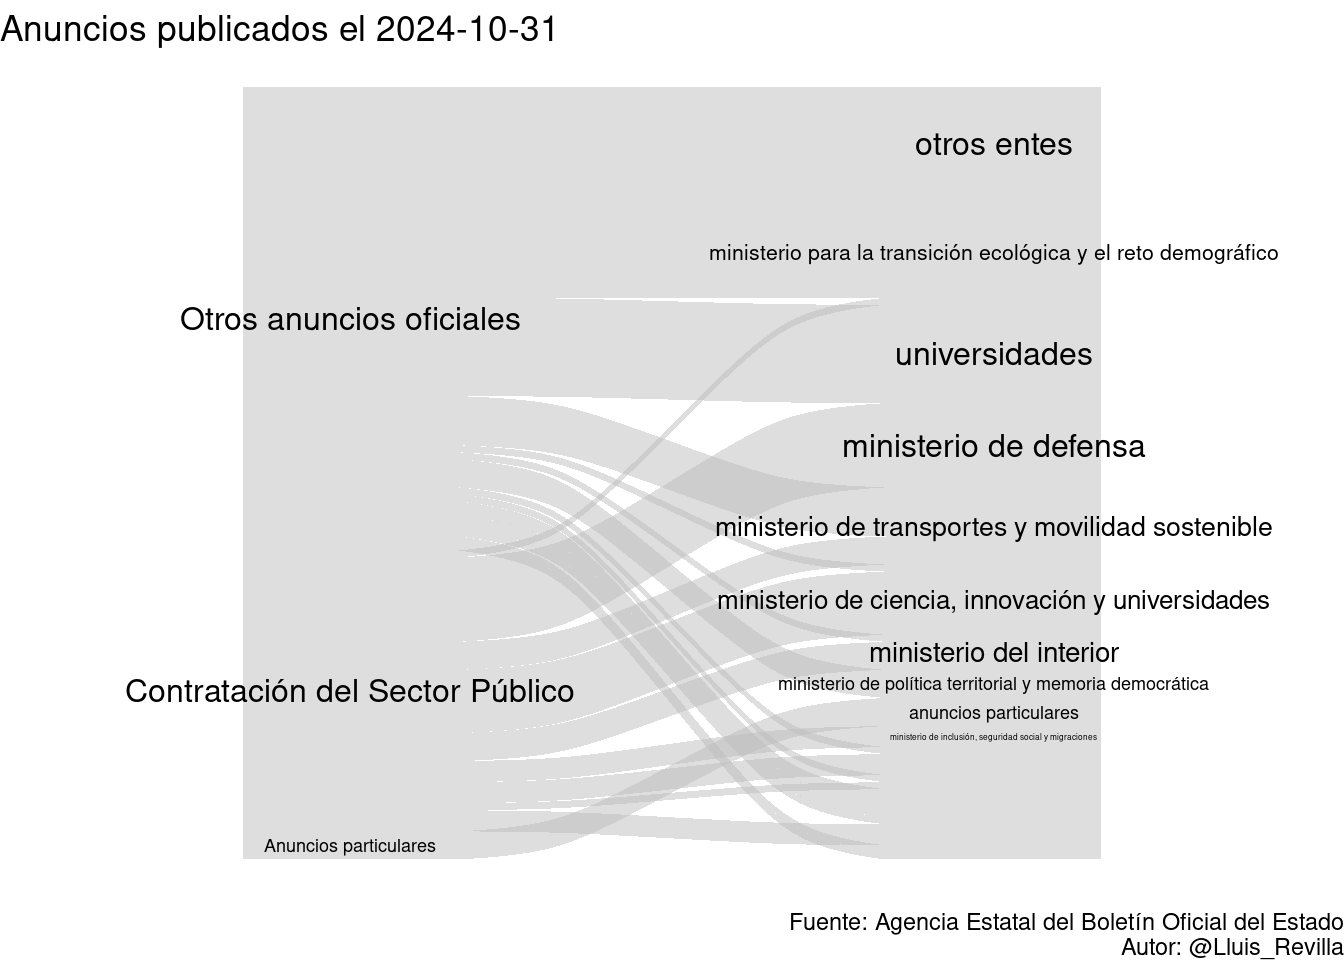 Anuncios publicados el 2024-10-31
otros entes
ministerio para la transición ecológica y el reto demográfico
Otros anuncios oficiales
universidades
ministerio de defensa
ministerio de transportes y movilidad sostenible
ministerio de ciencia, innovación y universidades
ministerio del interior
ministerio de política territorial y memoria democrática
Contratación del Sector Público
anuncios particulares
ministerio de inclusión, seguridad social y migraciones
Anuncios particulares
Fuente: Agencia Estatal del Boletín Oficial del Estado
Autor: @Lluis_Revilla